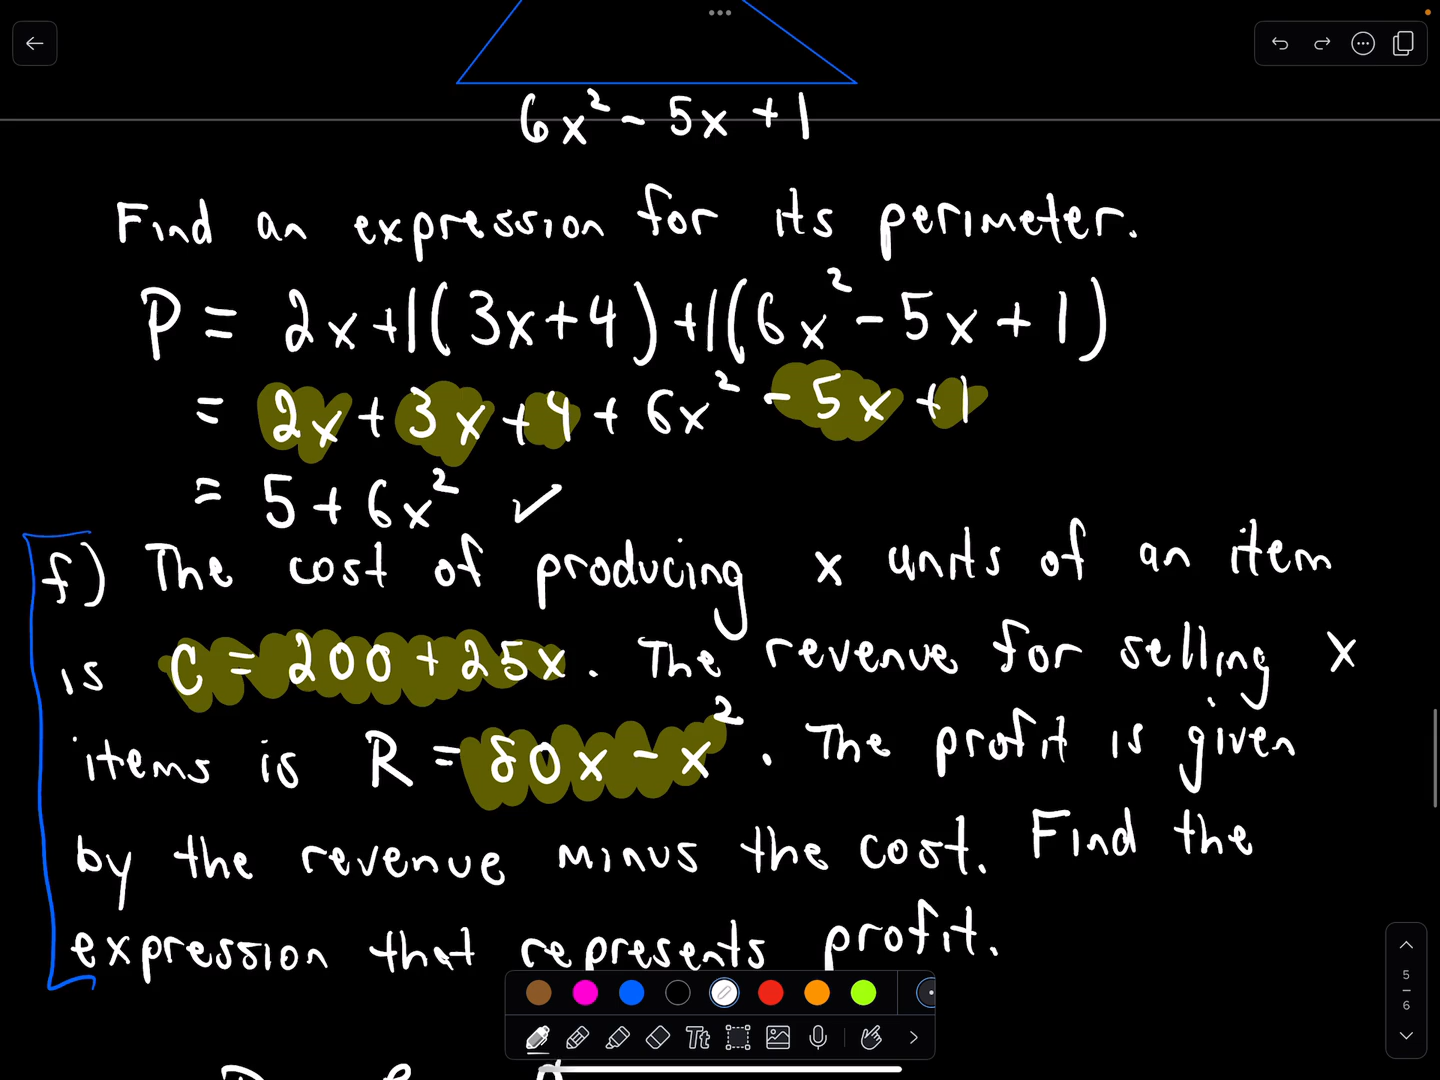 6x² - 5x + 1
Find an expression for its perimeter.
P = 2x +1(3x+4) +1(6x² - 5x + 1)
= 2x + 3x + 4 + 6x² - 5x + 1
= 5 + 6x² ✓
f) The cost of producing x units of an item
is C = 200 + 25x. The revenue for selling x
items is R = 80x - x². The profit is given
by the revenue minus the cost. Find the
expression that represents profit.
Tt
5
-
6